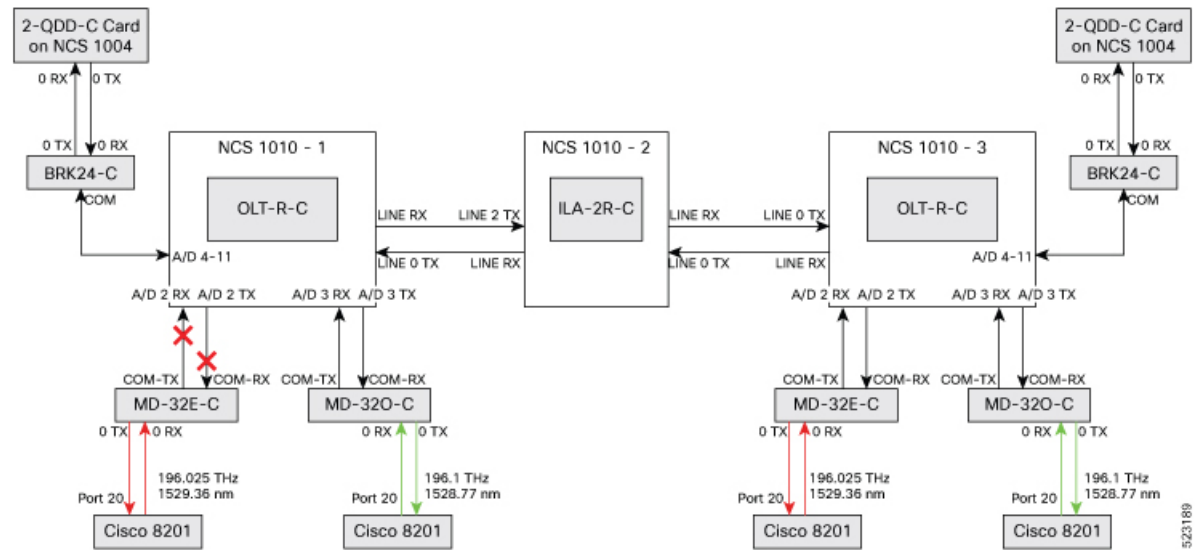 2-QDD-C Card
on NCS 1004
2-QDD-C Card
on NCS 1004
0 RX 0 TX
0 RX 0 TX
0 TX 0 RX
0 TX 0 RX
BRK24-C
BRK24-C
COM
COM
NCS 1010 - 1
NCS 1010 - 2
NCS 1010 - 3
OLT-R-C
ILA-2R-C
OLT-R-C
LINE RX LINE 2 TX
LINE RX LINE 0 TX
LINE 0 TX LINE RX
LINE 0 TX LINE RX
A/D 4-11
A/D 4-11
A/D 2 RX A/D 2 TX A/D 3 RX A/D 3 TX
A/D 2 RX A/D 2 TX A/D 3 RX A/D 3 TX
COM-TX COM-RX COM-TX COM-RX
COM-TX COM-RX COM-TX COM-RX
MD-32E-C
MD-32O-C
MD-32E-C
MD-32O-C
0 TX 0 RX
0 RX 0 TX
0 TX 0 RX
0 RX 0 TX
196.025 THz
1529.36 nm
196.1 THz
1528.77 nm
196.025 THz
1529.36 nm
196.1 THz
1528.77 nm
Port 20
Port 20
Port 20
Port 20
Cisco 8201
Cisco 8201
Cisco 8201
Cisco 8201
523189